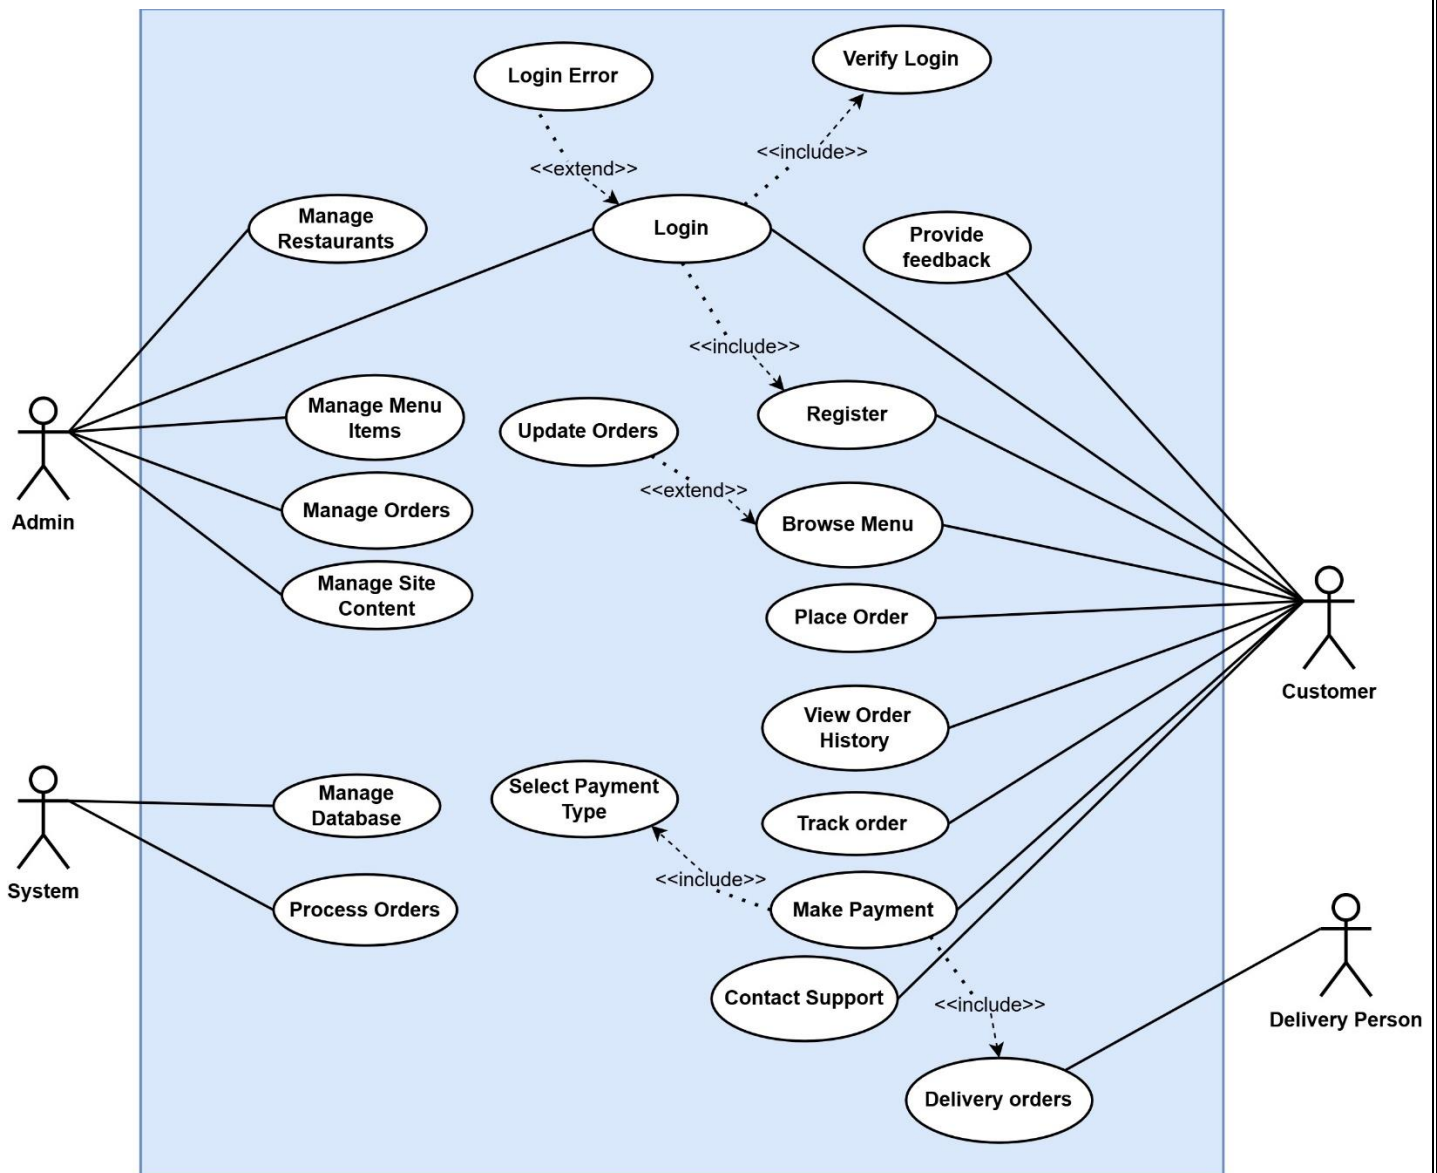 Login Error
Verify Login
<<include>>
<<extend>>
Manage
Restaurants
Login
Provide
feedback
<<include>>
Manage Menu
Items
Update Orders
Register
<<extend>>
Manage Orders
Browse Menu
Admin
Manage Site
Content
Place Order
Customer
View Order
History
Select Payment
Type
Manage
Database
Track order
System
<<include>>
Process Orders
Make Payment
Contact Support
<<include>>
Delivery Person
Delivery orders